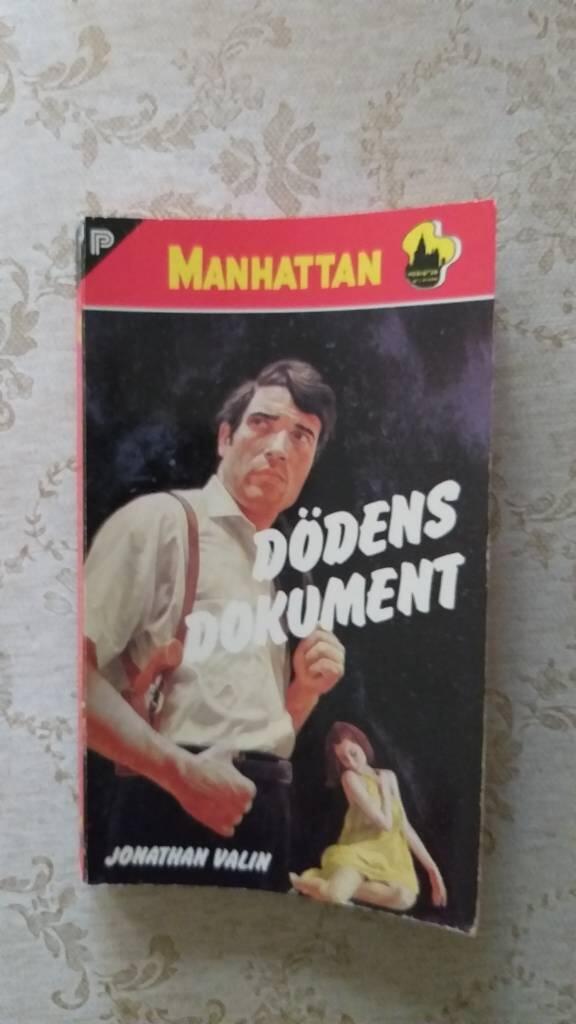 P
MANHATTAN
DÖDENS
DOKUMENT
JONATHAN VALIN